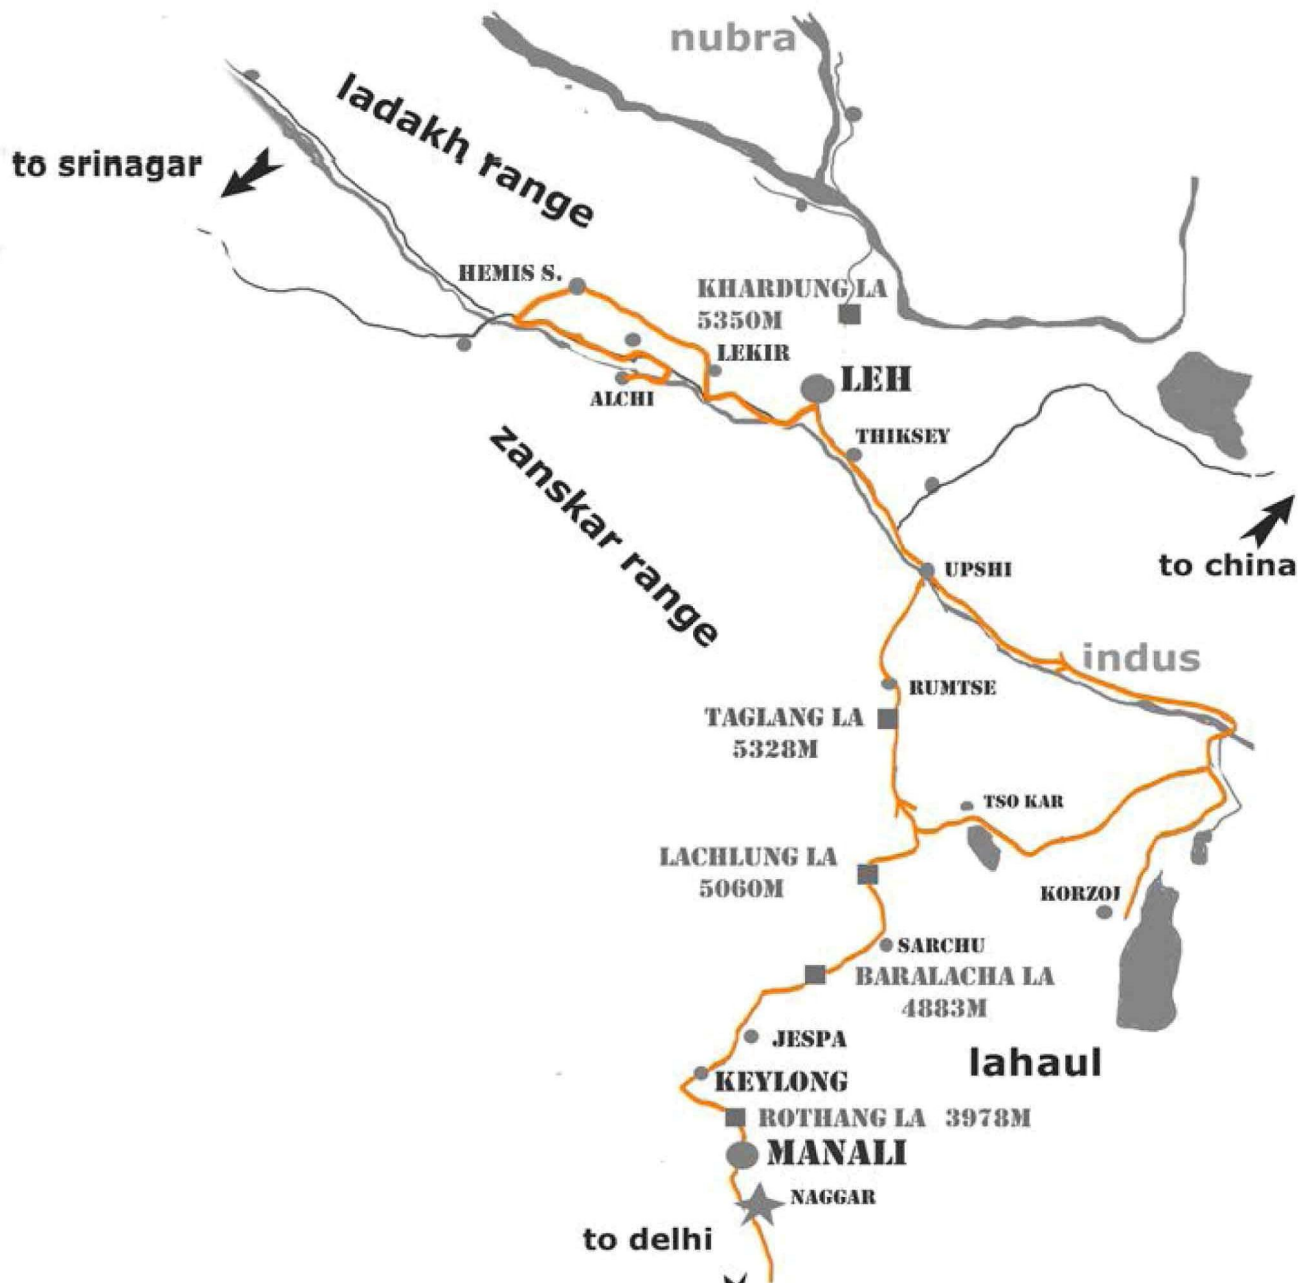 nubra
ladakh range
to srinagar
HEMIS S.
KHARDUNG LA
5350M
LEKIR
LEH
ALCHI
THIKSEY
zanskar range
to china
UPSHI
indus
RUMTSE
TAGLANG LA
5328M
TSO KAR
LACHLUNG LA
5060M
KORZOJ
SARCHU
BARALACHA LA
4883M
JESPA
lahaul
KEYLONG
ROTHANG LA 3978M
MANALI
NAGGAR
to delhi